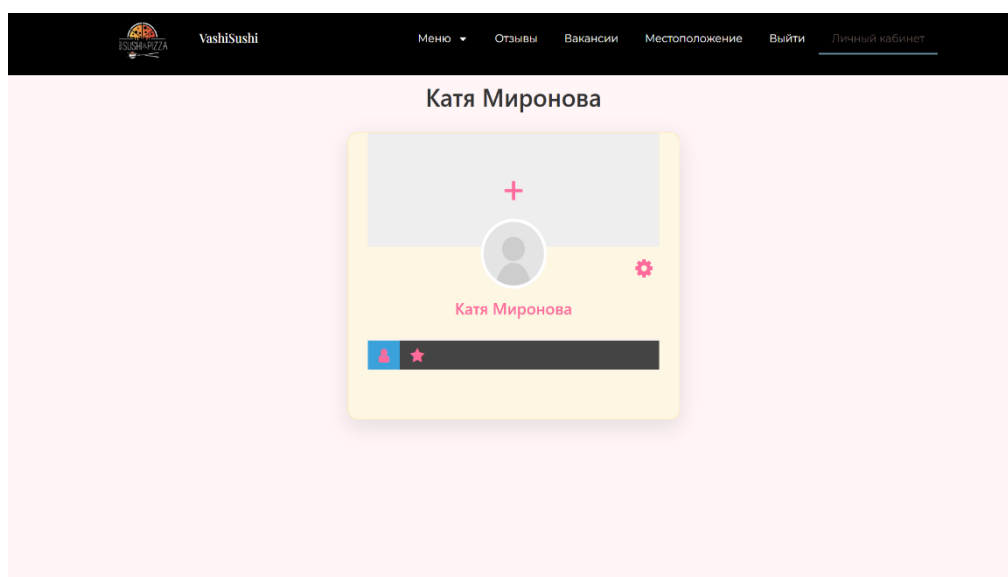 SUSHI & PIZZA
VashiSushi
Меню
Отзывы
Вакансии
Местоположение
Выйти
Личный кабинет
Катя Миронова
Катя Миронова